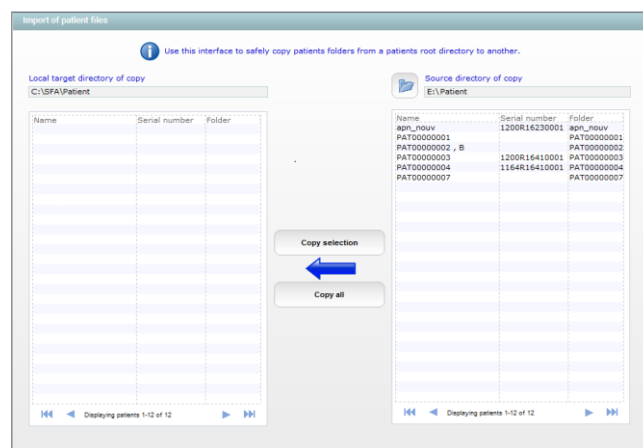 Import of patient files
Use this interface to safely copy patients folders from a patients root directory to another.
Local target directory of copy
C:\SFA\Patient
Name Serial number Folder
Displaying patients 1-12 of 12
Copy selection
Copy all
Source directory of copy
E:\Patient
Name Serial number Folder
apn_nouv 1200R16230001 apn_nouv
PAT00000001 PAT00000001
PAT00000002 , B PAT00000002
PAT00000003 1200R16410001 PAT00000003
PAT00000004 1164R16410001 PAT00000004
PAT00000007 PAT00000007
Displaying patients 1-12 of 12